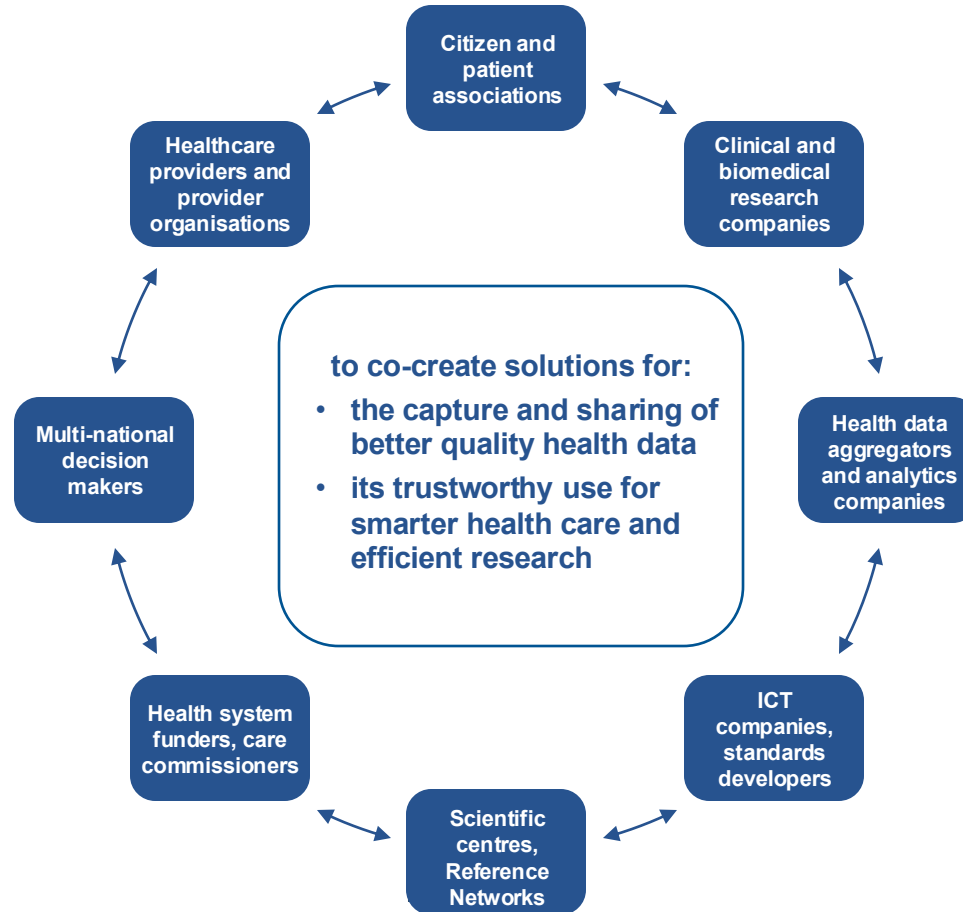 Citizen and
patient
associations
Clinical and
biomedical
research
companies
Health data
aggregators
and analytics
companies
ICT
companies,
standards
developers
Scientific
centres,
Reference
Networks
Health system
funders, care
commissioners
Multi-national
decision
makers
Healthcare
providers and
provider
organisations
to co-create solutions for:
• the capture and sharing of
better quality health data
• its trustworthy use for
smarter health care and
efficient research